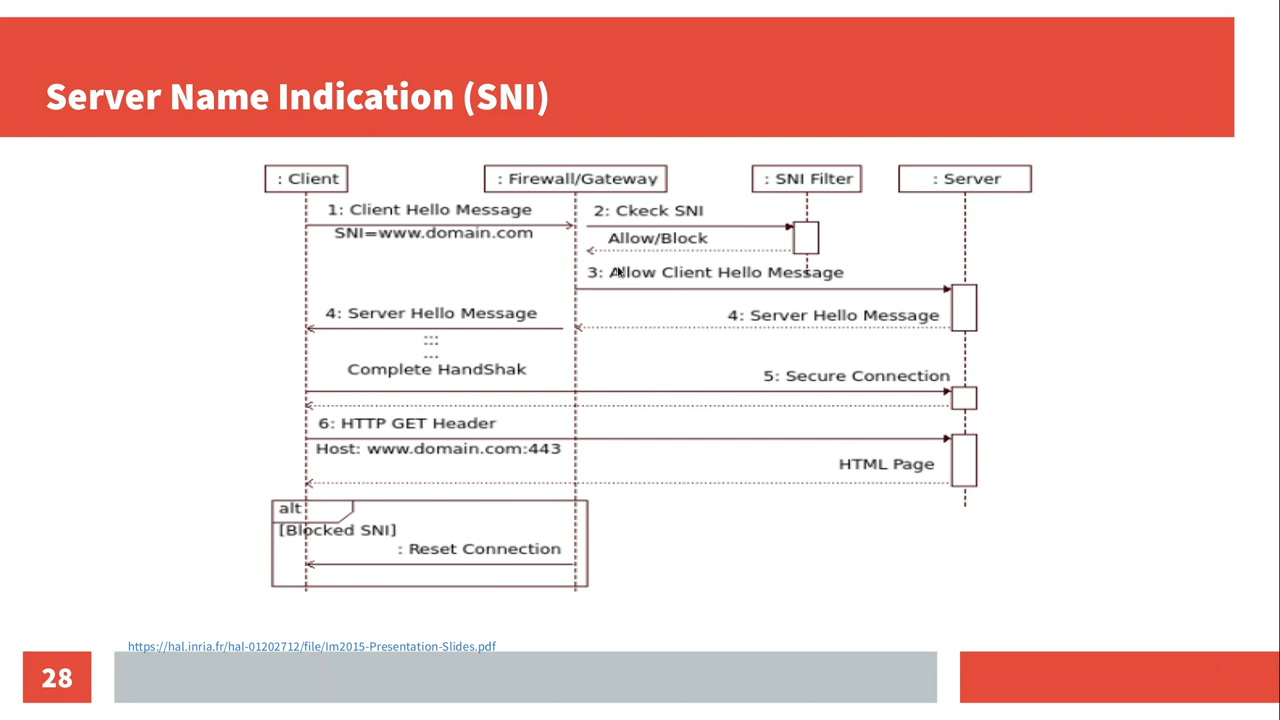 Server Name Indication (SNI)
: Client
: Firewall/Gateway
: SNI Filter
: Server
1: Client Hello Message
SNI=www.domain.com
2: Ckeck SNI
Allow/Block
3: Allow Client Hello Message
4: Server Hello Message
4: Server Hello Message
:::
...
Complete HandShak
5: Secure Connection
6: HTTP GET Header
Host: www.domain.com:443
HTML Page
alt
[Blocked SNI]
: Reset Connection
https://hal.inria.fr/hal-01202712/file/Im2015-Presentation-Slides.pdf
28